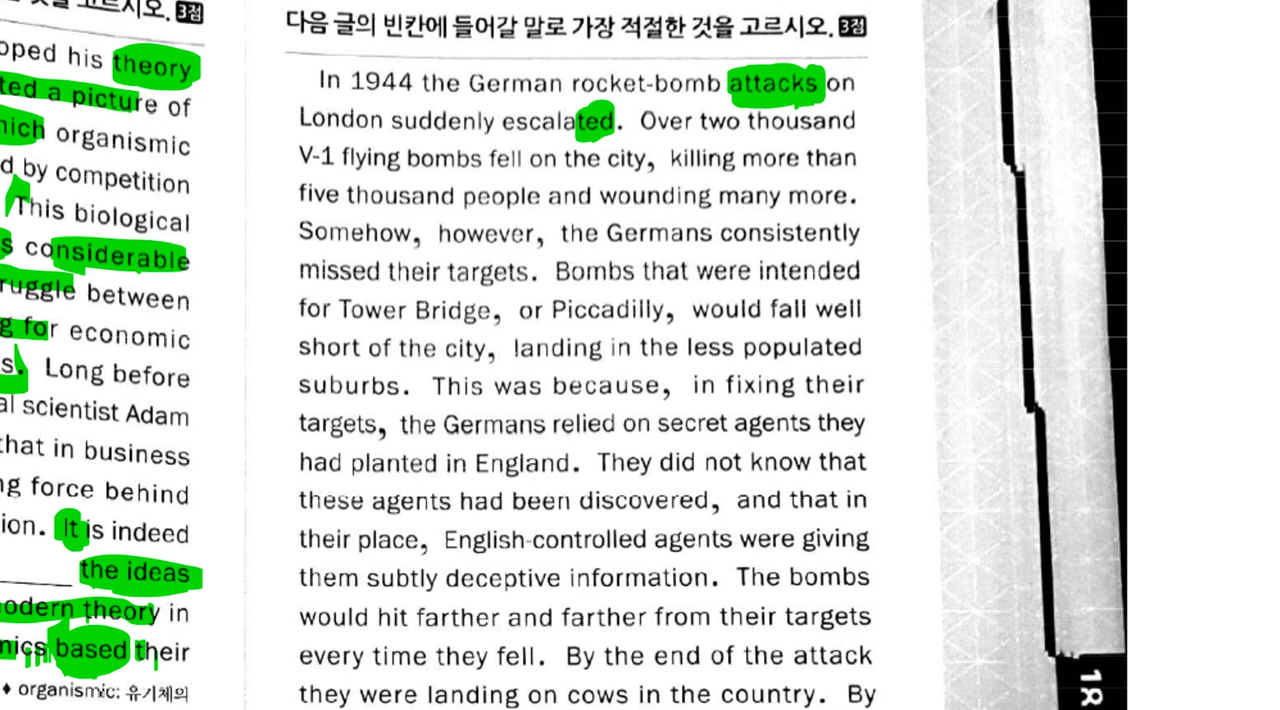 고르시오. 3점
oped his theory
ted a picture of
hich organismic
d by competition
This biological
s considerable
ruggle between
g for economic
s. Long before
al scientist Adam
that in business
ng force behind
ion. It is indeed
the ideas
odern theory in
mics based their
♦ organismic: 유기체의
다음 글의 빈칸에 들어갈 말로 가장 적절한 것을 고르시오. 3점
In 1944 the German rocket-bomb attacks on
London suddenly escalated. Over two thousand
V-1 flying bombs fell on the city, killing more than
five thousand people and wounding many more.
Somehow, however, the Germans consistently
missed their targets. Bombs that were intended
for Tower Bridge, or Piccadilly, would fall well
short of the city, landing in the less populated
suburbs. This was because, in fixing their
targets, the Germans relied on secret agents they
had planted in England. They did not know that
these agents had been discovered, and that in
their place, English-controlled agents were giving
them subtly deceptive information. The bombs
would hit farther and farther from their targets
every time they fell. By the end of the attack
they were landing on cows in the country. By
18